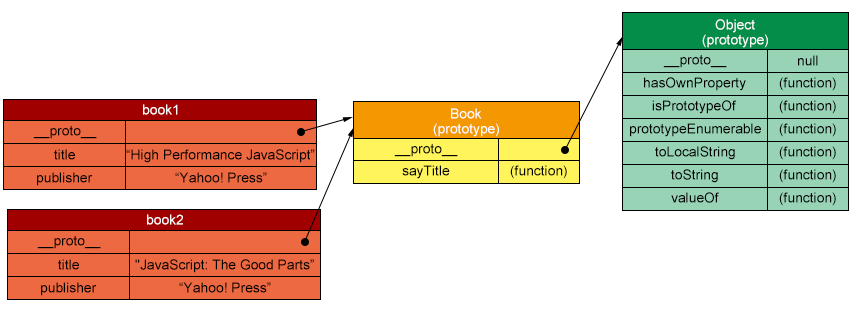 book1
__proto__
title “High Performance JavaScript”
publisher “Yahoo! Press”
book2
__proto__
title "JavaScript: The Good Parts”
publisher “Yahoo! Press”
Book
(prototype)
__proto__
sayTitle (function)
Object
(prototype)
__proto__ null
hasOwnProperty (function)
isPrototypeOf (function)
prototypeEnumerable (function)
toLocalString (function)
toString (function)
valueOf (function)